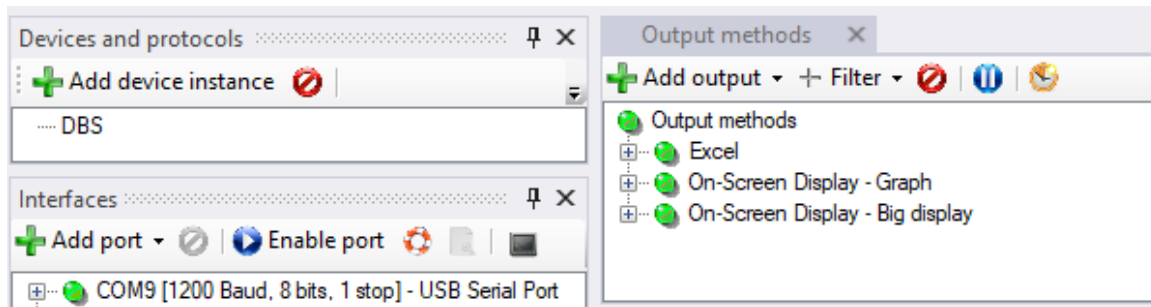 Devices and protocols
Add device instance
DBS
Interfaces
Add port
Enable port
COM9 [1200 Baud, 8 bits, 1 stop] - USB Serial Port
Output methods
Add output
Filter
Output methods
Excel
On-Screen Display - Graph
On-Screen Display - Big display